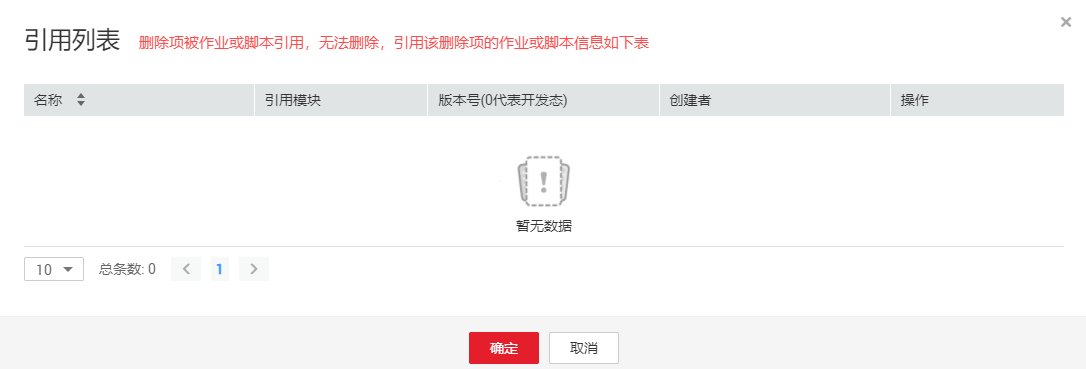 引用列表 删除项被作业或脚本引用，无法删除，引用该删除项的作业或脚本信息如下表
名称 引用模块 版本号(0代表开发态) 创建者 操作
暂无数据
10 总条数: 0 1
确定 取消